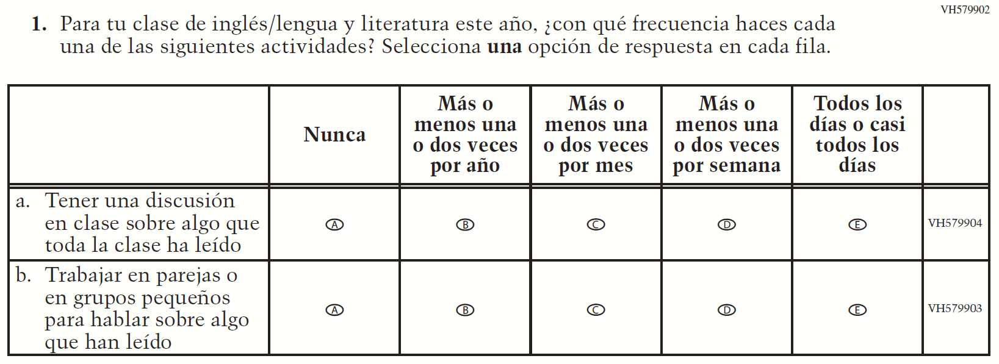 VH579902
1. Para tu clase de inglés/lengua y literatura este año, ¿con qué frecuencia haces cada
una de las siguientes actividades? Selecciona una opción de respuesta en cada fila.
Nunca
Más o
menos una
o dos veces
por año
Más o
menos una
o dos veces
por mes
Más o
menos una
o dos veces
por semana
Todos los
días o casi
todos los
días
a. Tener una discusión
en clase sobre algo que
toda la clase ha leído
A B C D E VH579904
b. Trabajar en parejas o
en grupos pequeños
para hablar sobre algo
que han leído
A B C D E VH579903